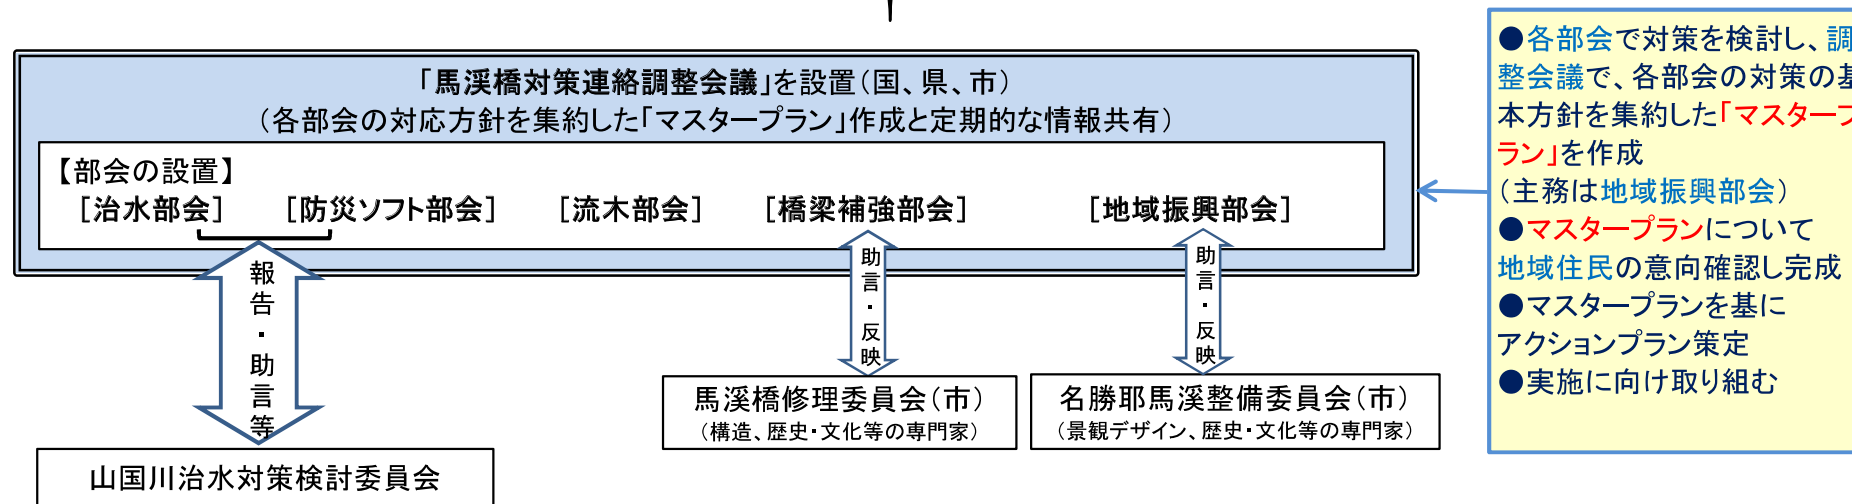 「馬渓橋対策連絡調整会議」を設置（国、県、市）
（各部会の対応方針を集約した「マスタープラン」作成と定期的な情報共有）
【部会の設置】
［治水部会］ ［防災ソフト部会］ ［流木部会］ ［橋梁補強部会］ ［地域振興部会］
報告・助言等
助言・反映
助言・反映
馬渓橋修理委員会（市）
（構造、歴史・文化等の専門家）
名勝耶馬渓整備委員会（市）
（景観デザイン、歴史・文化等の専門家）
山国川治水対策検討委員会
●各部会で対策を検討し、調
整会議で、各部会の対策の基
本方針を集約した「マスタープ
ラン」を作成
（主務は地域振興部会）
●マスタープランについて
地域住民の意向確認し完成
●マスタープランを基に
アクションプラン策定
●実施に向け取り組む